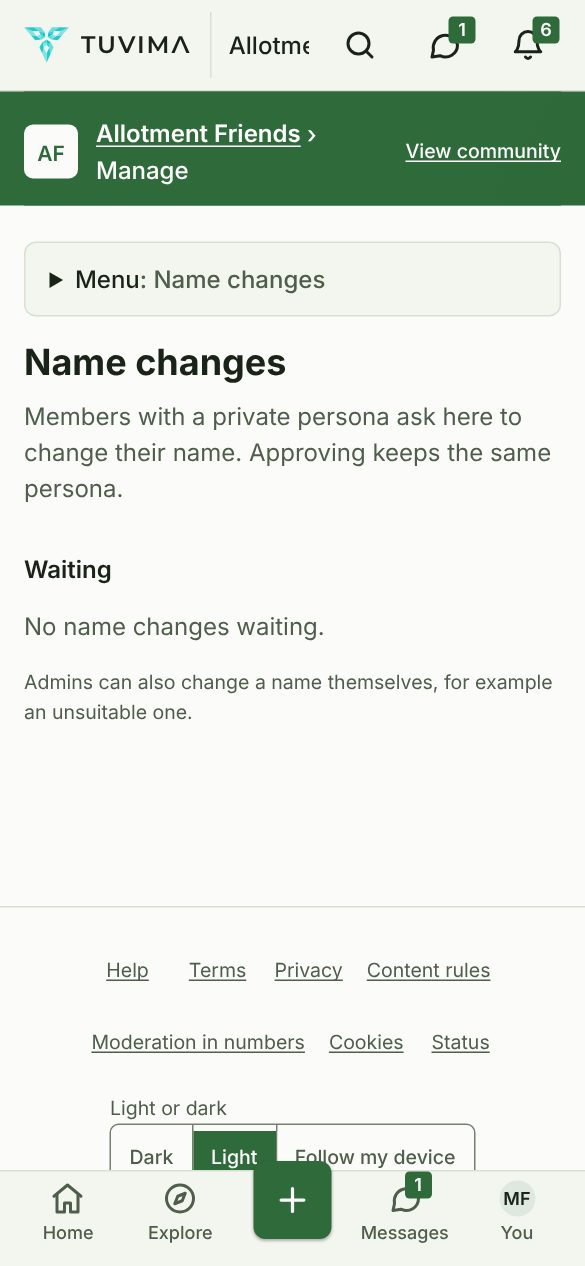 TUVIMA
Allotme
1
6
AF
Allotment Friends ›
Manage
View community
Menu: Name changes
Name changes
Members with a private persona ask here to
change their name. Approving keeps the same
persona.
Waiting
No name changes waiting.
Admins can also change a name themselves, for example
an unsuitable one.
Help Terms Privacy Content rules
Moderation in numbers Cookies Status
Light or dark
Dark Light Follow my device
1
Home Explore Messages You
MF